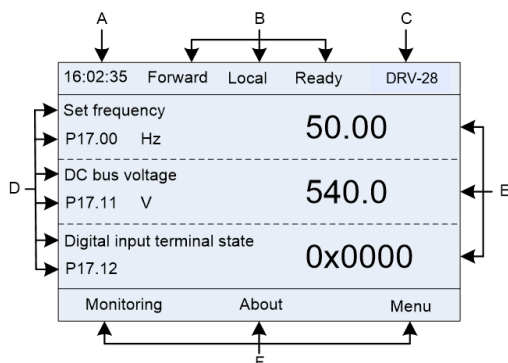 A B C
16:02:35 Forward Local Ready DRV-28
Set frequency
P17.00 Hz 50.00
DC bus voltage
D P17.11 V 540.0 E
Digital input terminal state
P17.12 0x0000
Monitoring About Menu
F